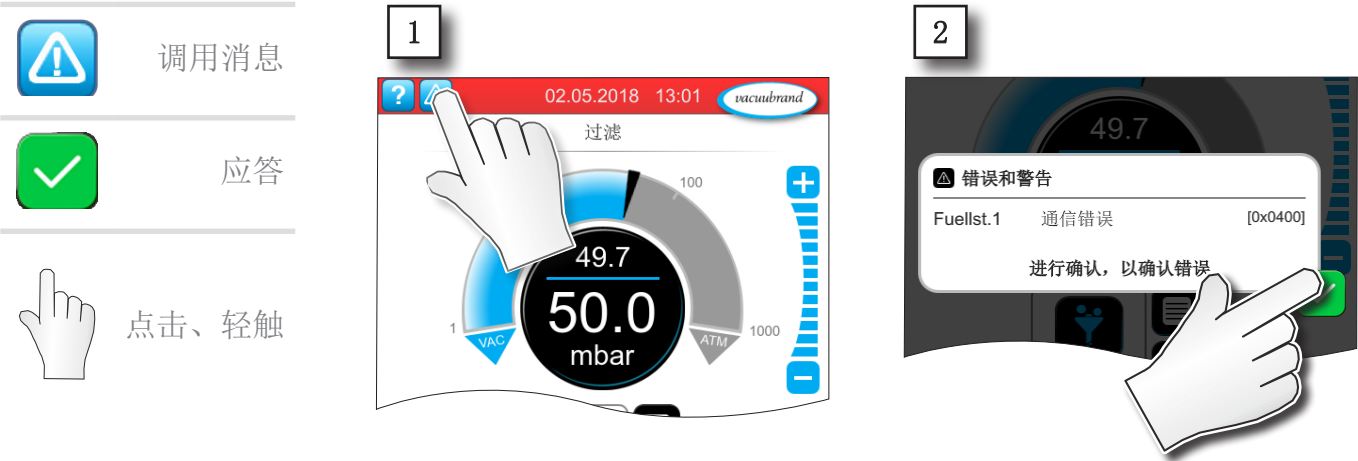 调用消息
应答
点击、轻触
1
? 02.05.2018 13:01 vacuubrand
过滤
100
49.7
50.0
mbar
1
1000
VAC
ATM
2
49.7
错误和警告
Fuellst.1 通信错误 [0x0400]
进行确认，以确认错误